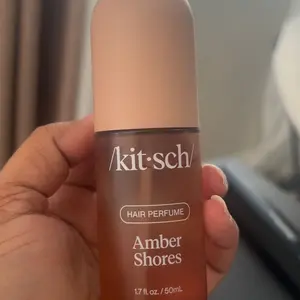 /kit·sch/
HAIR PERFUME
Amber
Shores
1.7 fl. oz. / 50mL